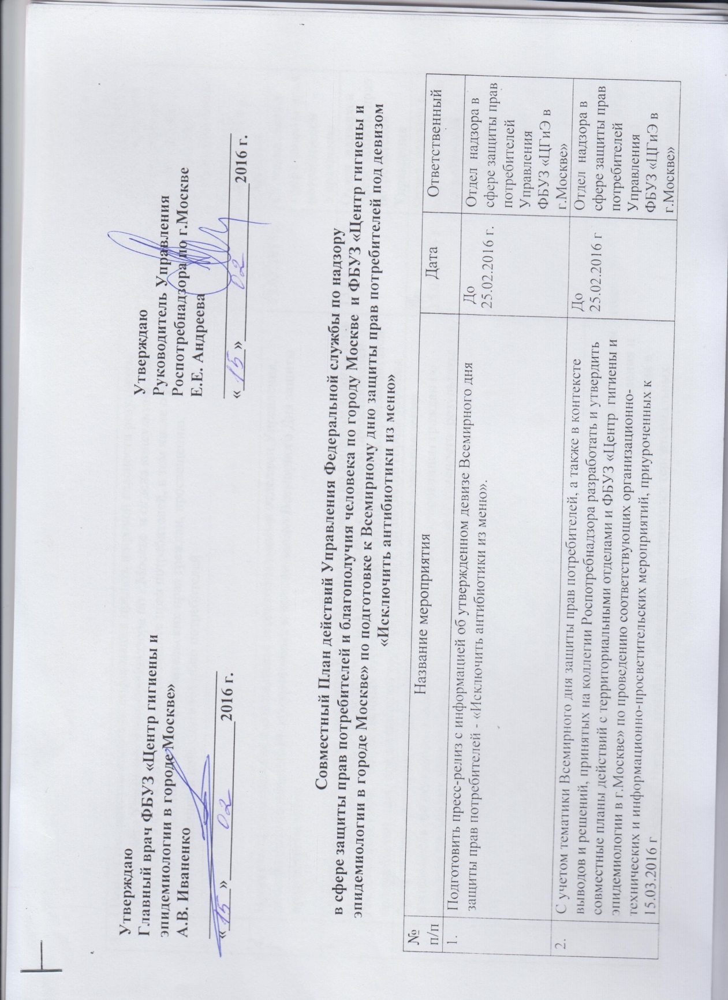 Утверждаю
Главный врач ФБУЗ «Центр гигиены и
эпидемиологии в городе Москве»
А.В. Иваненко
« 15 » 02 2016 г.
Утверждаю
Руководитель Управления
Роспотребнадзора по г.Москве
Е.Е. Андреева
« 15 » 02 2016 г.
Совместный План действий Управления Федеральной службы по надзору
в сфере защиты прав потребителей и благополучия человека по городу Москве и ФБУЗ «Центр гигиены и
эпидемиологии в городе Москве» по подготовке к Всемирному дню защиты прав потребителей под девизом
«Исключить антибиотики из меню»
№
п/п
Название мероприятия
Дата
Ответственный
1.
Подготовить пресс-релиз с информацией об утвержденном девизе Всемирного дня
защиты прав потребителей - «Исключить антибиотики из меню».
До
25.02.2016 г.
Отдел надзора в
сфере защиты прав
потребителей
Управления
ФБУЗ «ЦГиЭ в
г.Москве»
2.
С учетом тематики Всемирного дня защиты прав потребителей, а также в контексте
выводов и решений, принятых на коллегии Роспотребнадзора разработать и утвердить
совместные планы действий с территориальными отделами и ФБУЗ «Центр гигиены и
эпидемиологии в г.Москве» по проведению соответствующих организационно-
технических и информационно-просветительских мероприятий, приуроченных к
15.03.2016 г
До
25.02.2016 г
Отдел надзора в
сфере защиты прав
потребителей
Управления
ФБУЗ «ЦГиЭ в
г.Москве»